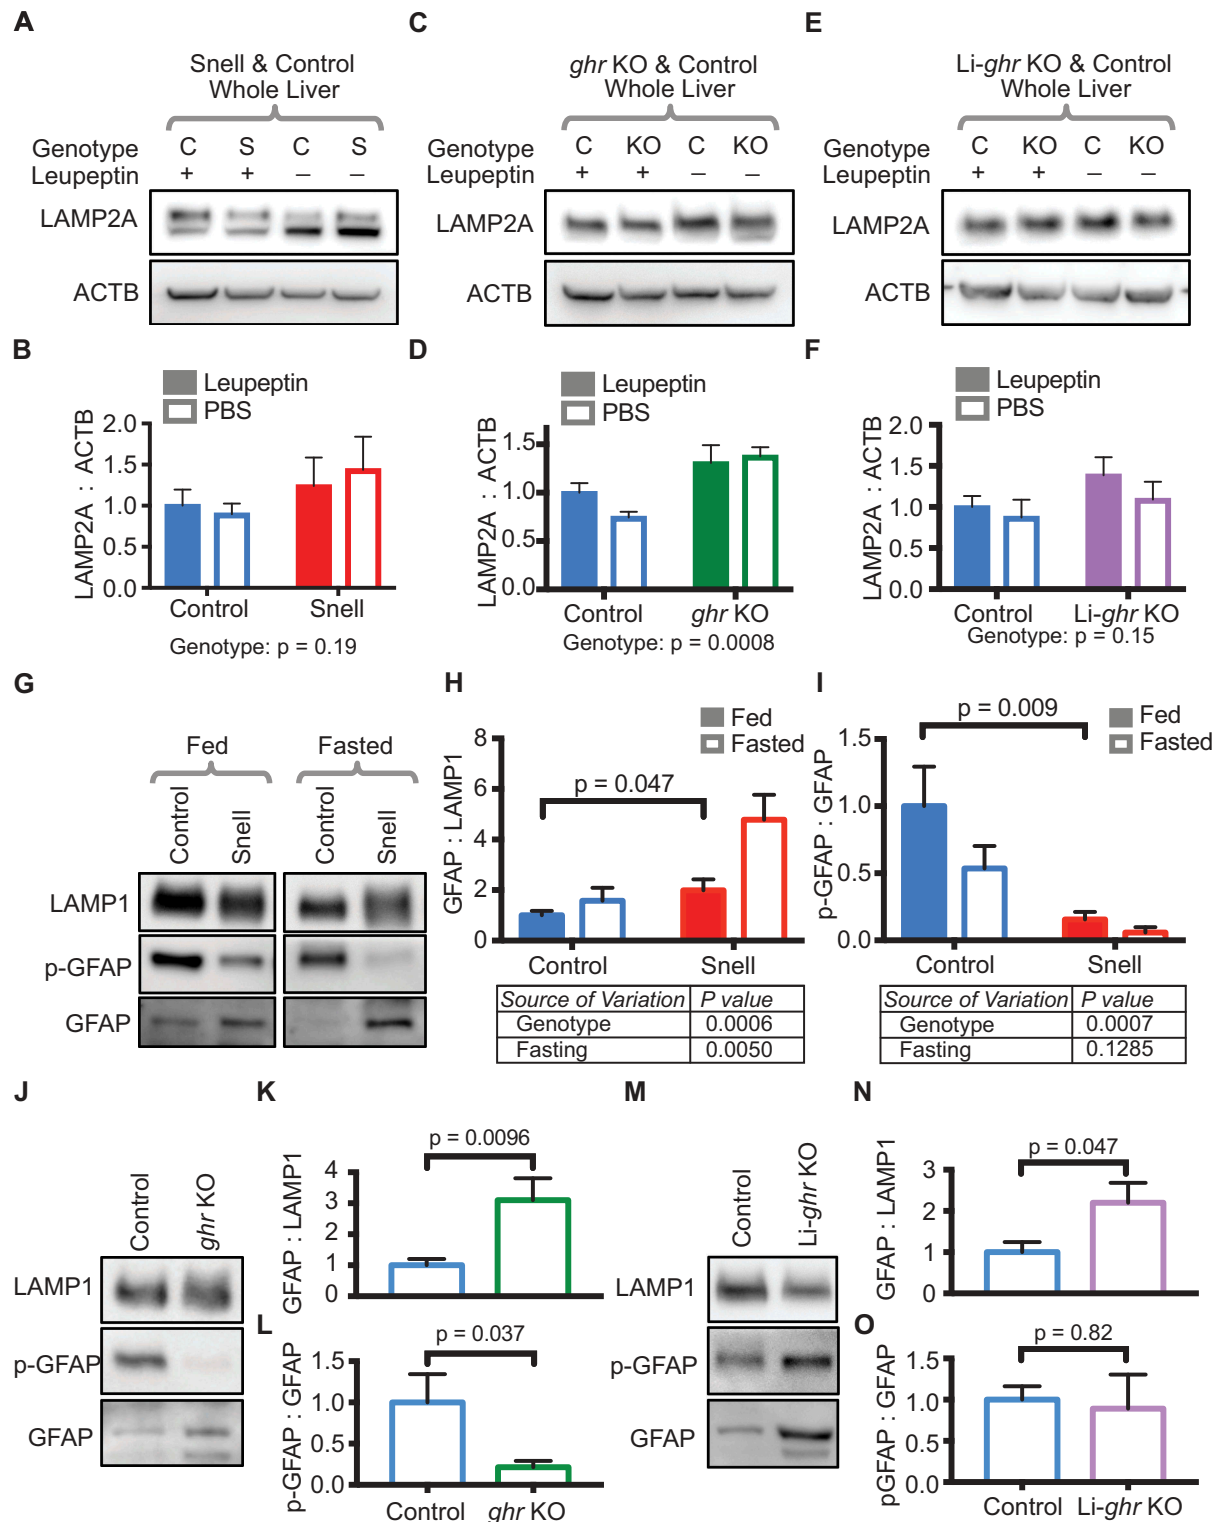 A
Snell & Control
Whole Liver
Genotype C S C S
Leupeptin + + – –
LAMP2A
ACTB
C
ghr KO & Control
Whole Liver
Genotype C KO C KO
Leupeptin + + – –
LAMP2A
ACTB
E
Li-ghr KO & Control
Whole Liver
Genotype C KO C KO
Leupeptin + + – –
LAMP2A
ACTB
B
Leupeptin
PBS
LAMP2A : ACTB
2.0
1.5
1.0
0.5
0.0
Control Snell
Genotype: p = 0.19
D
Leupeptin
PBS
LAMP2A : ACTB
1.5
1.0
0.5
0.0
Control ghr KO
Genotype: p = 0.0008
F
Leupeptin
PBS
LAMP2A : ACTB
2.0
1.5
1.0
0.5
0.0
Control Li-ghr KO
Genotype: p = 0.15
G
Fed Fasted
Control Snell Control Snell
LAMP1
p-GFAP
GFAP
H
Fed
Fasted
p = 0.047
GFAP : LAMP1
8
6
4
2
0
Control Snell
Source of Variation P value
Genotype 0.0006
Fasting 0.0050
I
Fed
Fasted
p = 0.009
p-GFAP : GFAP
1.5
1.0
0.5
0.0
Control Snell
Source of Variation P value
Genotype 0.0007
Fasting 0.1285
J
Control ghr KO
LAMP1
p-GFAP
GFAP
K
p = 0.0096
GFAP : LAMP1
4
3
2
1
0
L
p = 0.037
p-GFAP : GFAP
1.5
1.0
0.5
0.0
Control ghr KO
M
Control Li-ghr KO
LAMP1
p-GFAP
GFAP
N
p = 0.047
GFAP : LAMP1
3
2
1
0
O
p = 0.82
pGFAP : GFAP
1.5
1.0
0.5
0.0
Control Li-ghr KO